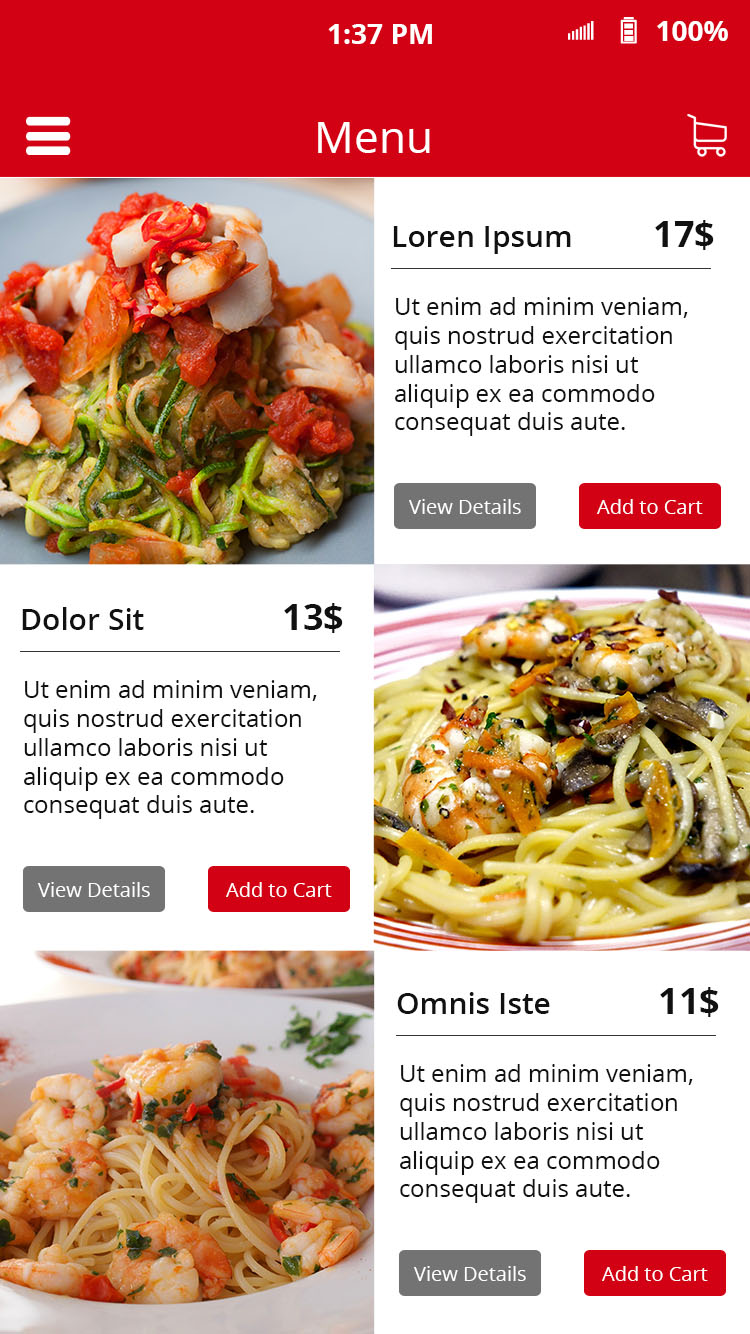 1:37 PM 100%
Menu
Loren Ipsum 17$
Ut enim ad minim veniam,
quis nostrud exercitation
ullamco laboris nisi ut
aliquip ex ea commodo
consequat duis aute.
View Details Add to Cart
Dolor Sit 13$
Ut enim ad minim veniam,
quis nostrud exercitation
ullamco laboris nisi ut
aliquip ex ea commodo
consequat duis aute.
View Details Add to Cart
Omnis Iste 11$
Ut enim ad minim veniam,
quis nostrud exercitation
ullamco laboris nisi ut
aliquip ex ea commodo
consequat duis aute.
View Details Add to Cart